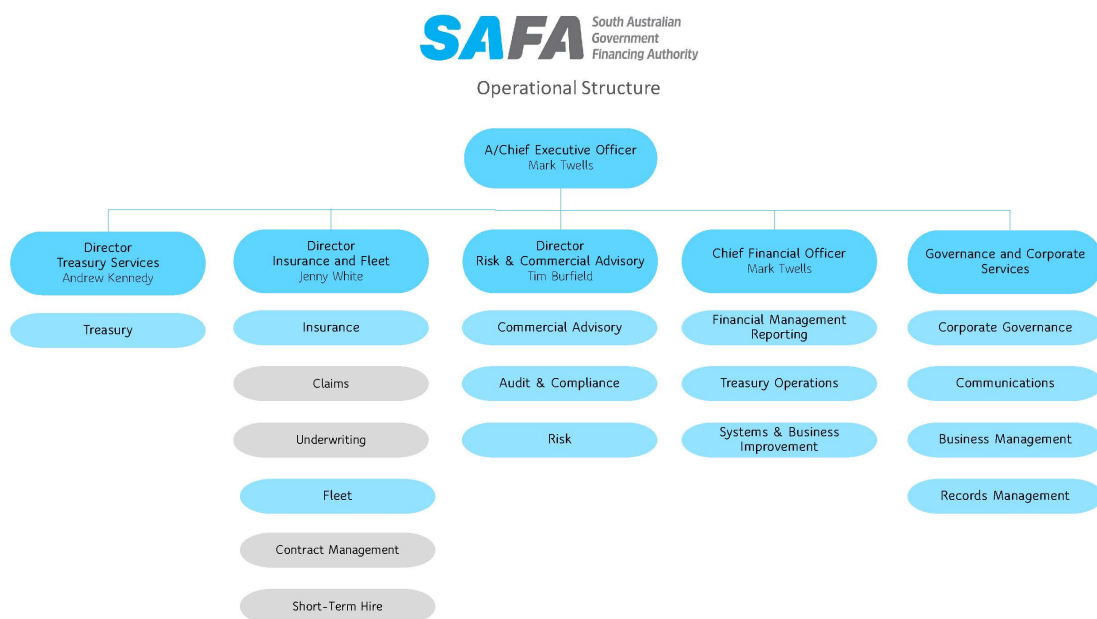 SAFA
South Australian
Government
Financing Authority
Operational Structure
A/Chief Executive Officer
Mark Twells
Director
Treasury Services
Andrew Kennedy
Treasury
Director
Insurance and Fleet
Jenny White
Insurance
Claims
Underwriting
Fleet
Contract Management
Short-Term Hire
Director
Risk & Commercial Advisory
Tim Burfield
Commercial Advisory
Audit & Compliance
Risk
Chief Financial Officer
Mark Twells
Financial Management
Reporting
Treasury Operations
Systems & Business
Improvement
Governance and Corporate
Services
Corporate Governance
Communications
Business Management
Records Management